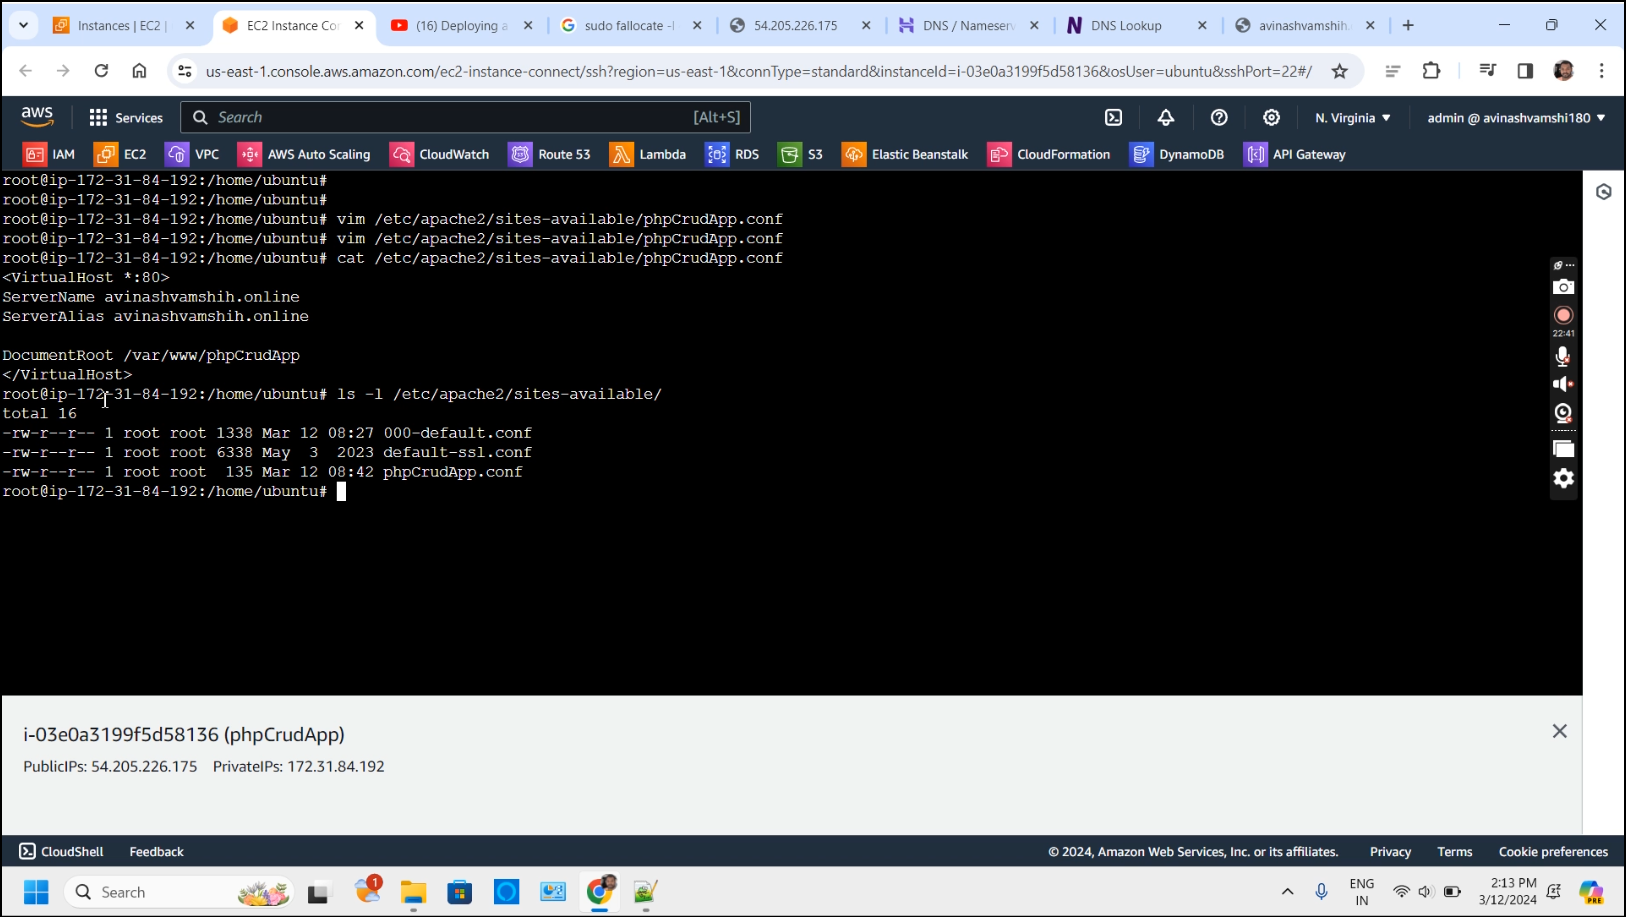 Instances | EC2 |
EC2 Instance Con
(16) Deploying a
sudo fallocate -l
54.205.226.175
DNS / Nameserv
DNS Lookup
avinashvamshih.
us-east-1.console.aws.amazon.com/ec2-instance-connect/ssh?region=us-east-1&connType=standard&instanceId=i-03e0a3199f5d58136&osUser=ubuntu&sshPort=22#/
aws Services Search [Alt+S] N. Virginia ▼ admin @ avinashvamshi180 ▼
IAM EC2 VPC AWS Auto Scaling CloudWatch Route 53 Lambda RDS S3 Elastic Beanstalk CloudFormation DynamoDB API Gateway
root@ip-172-31-84-192:/home/ubuntu#
root@ip-172-31-84-192:/home/ubuntu#
root@ip-172-31-84-192:/home/ubuntu# vim /etc/apache2/sites-available/phpCrudApp.conf
root@ip-172-31-84-192:/home/ubuntu# vim /etc/apache2/sites-available/phpCrudApp.conf
root@ip-172-31-84-192:/home/ubuntu# cat /etc/apache2/sites-available/phpCrudApp.conf
<VirtualHost *:80>
ServerName avinashvamshih.online
ServerAlias avinashvamshih.online
DocumentRoot /var/www/phpCrudApp
</VirtualHost>
root@ip-172-31-84-192:/home/ubuntu# ls -l /etc/apache2/sites-available/
total 16
-rw-r--r-- 1 root root 1338 Mar 12 08:27 000-default.conf
-rw-r--r-- 1 root root 6338 May  3  2023 default-ssl.conf
-rw-r--r-- 1 root root  135 Mar 12 08:42 phpCrudApp.conf
root@ip-172-31-84-192:/home/ubuntu#
22:41
i-03e0a3199f5d58136 (phpCrudApp)
PublicIPs: 54.205.226.175 PrivateIPs: 172.31.84.192
CloudShell Feedback © 2024, Amazon Web Services, Inc. or its affiliates. Privacy Terms Cookie preferences
Search 1 ENG IN 2:13 PM 3/12/2024 PRE